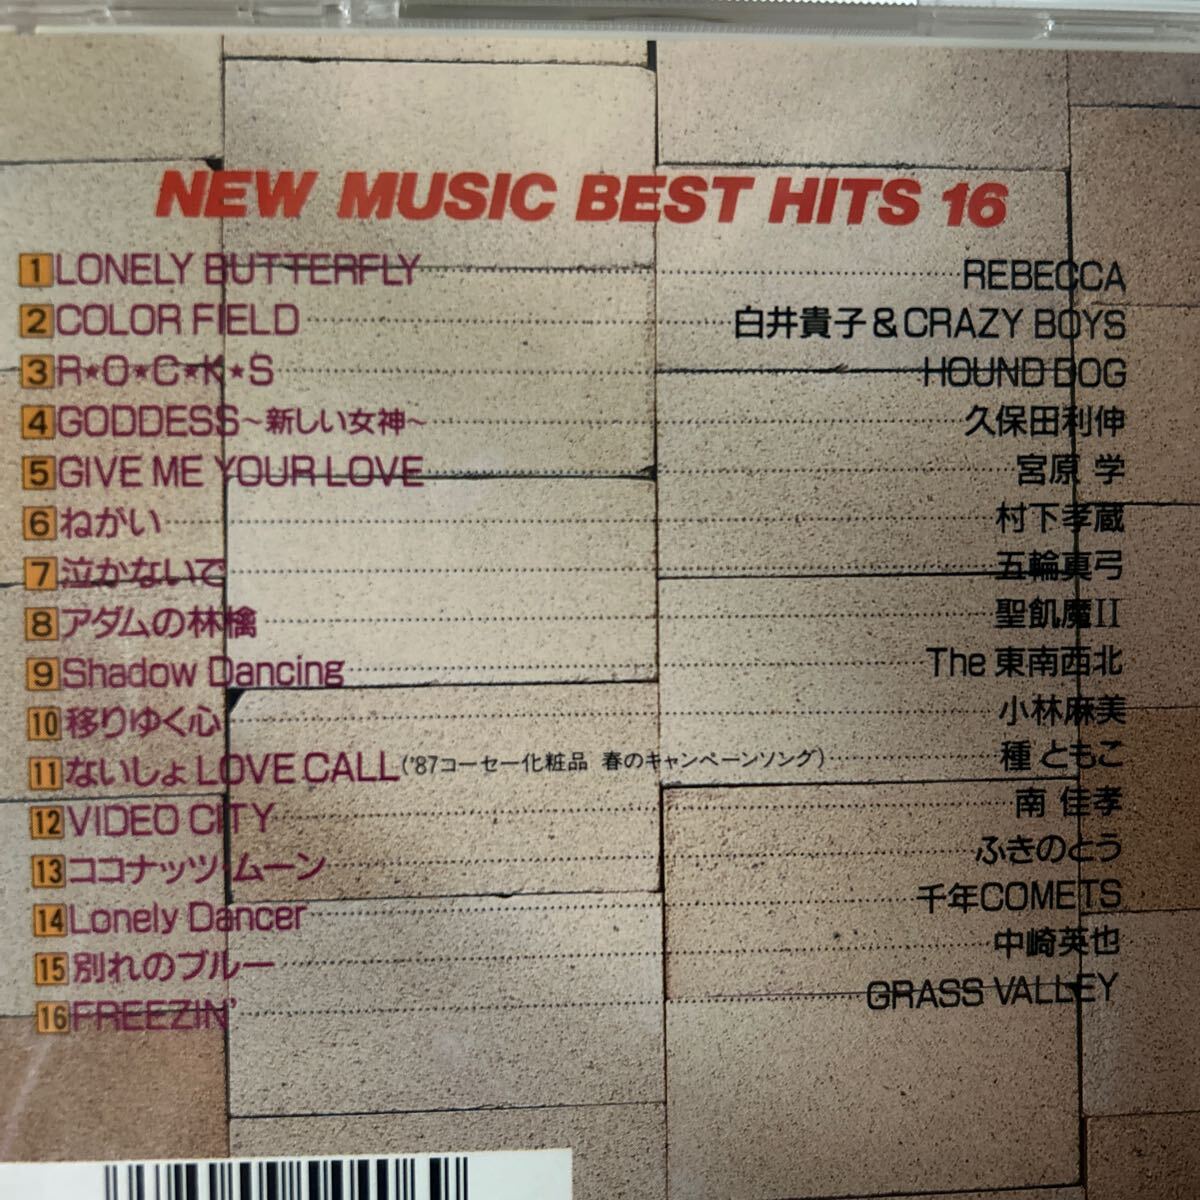 NEW MUSIC BEST HITS 16
1 LONELY BUTTERFLY REBECCA
2 COLOR FIELD 白井貴子&CRAZY BOYS
3 R★O★C★K★S HOUND DOG
4 GODDESS～新しい女神～ 久保田利伸
5 GIVE ME YOUR LOVE 宮原 学
6 ねがい 村下孝蔵
7 泣かないで 五輪真弓
8 アダムの林檎 聖飢魔II
9 Shadow Dancing The 東南西北
10 移りゆく心 小林麻美
11 ないしょLOVE CALL('87コーセー化粧品 春のキャンペーンソング) 種 ともこ
12 VIDEO CITY 南 佳孝
13 ココナッツ・ムーン ふきのとう
14 Lonely Dancer 千年COMETS
15 別れのブルー 中崎英也
16 FREEZIN' GRASS VALLEY